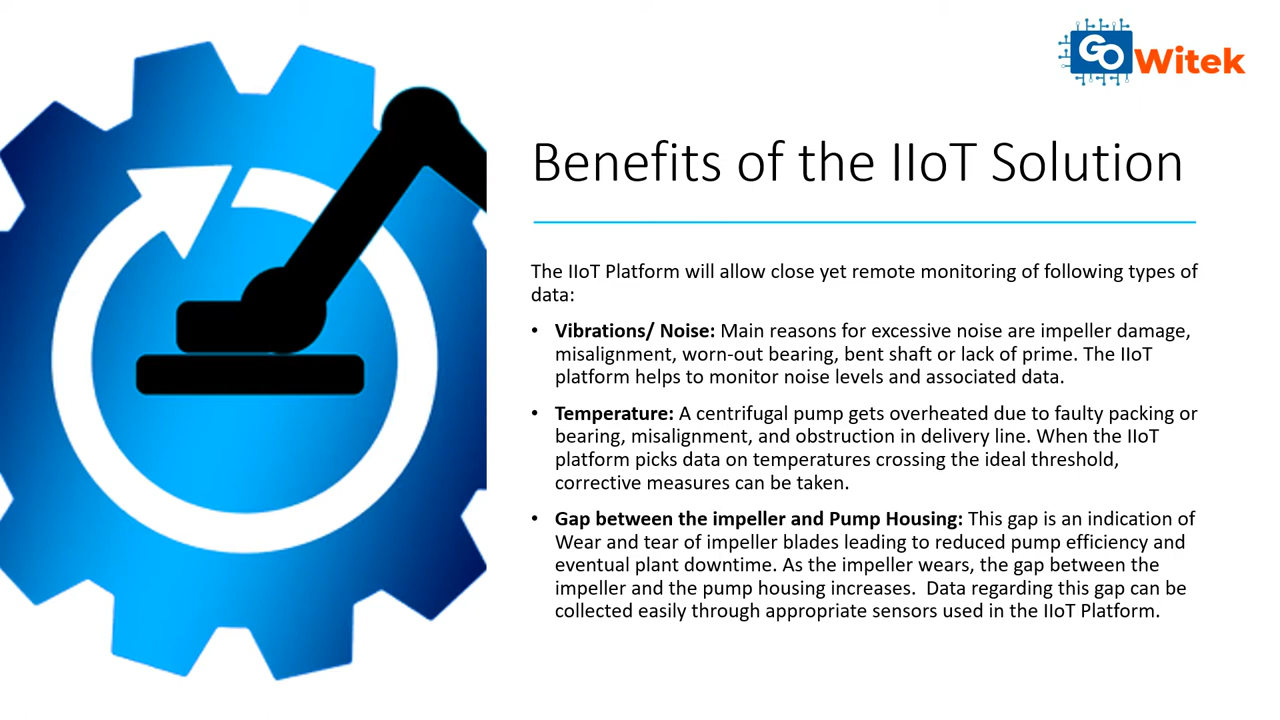 GO Witek
Benefits of the IIoT Solution
The IIoT Platform will allow close yet remote monitoring of following types of
data:
• Vibrations/ Noise: Main reasons for excessive noise are impeller damage,
misalignment, worn-out bearing, bent shaft or lack of prime. The IIoT
platform helps to monitor noise levels and associated data.
• Temperature: A centrifugal pump gets overheated due to faulty packing or
bearing, misalignment, and obstruction in delivery line. When the IIoT
platform picks data on temperatures crossing the ideal threshold,
corrective measures can be taken.
• Gap between the impeller and Pump Housing: This gap is an indication of
Wear and tear of impeller blades leading to reduced pump efficiency and
eventual plant downtime. As the impeller wears, the gap between the
impeller and the pump housing increases.  Data regarding this gap can be
collected easily through appropriate sensors used in the IIoT Platform.